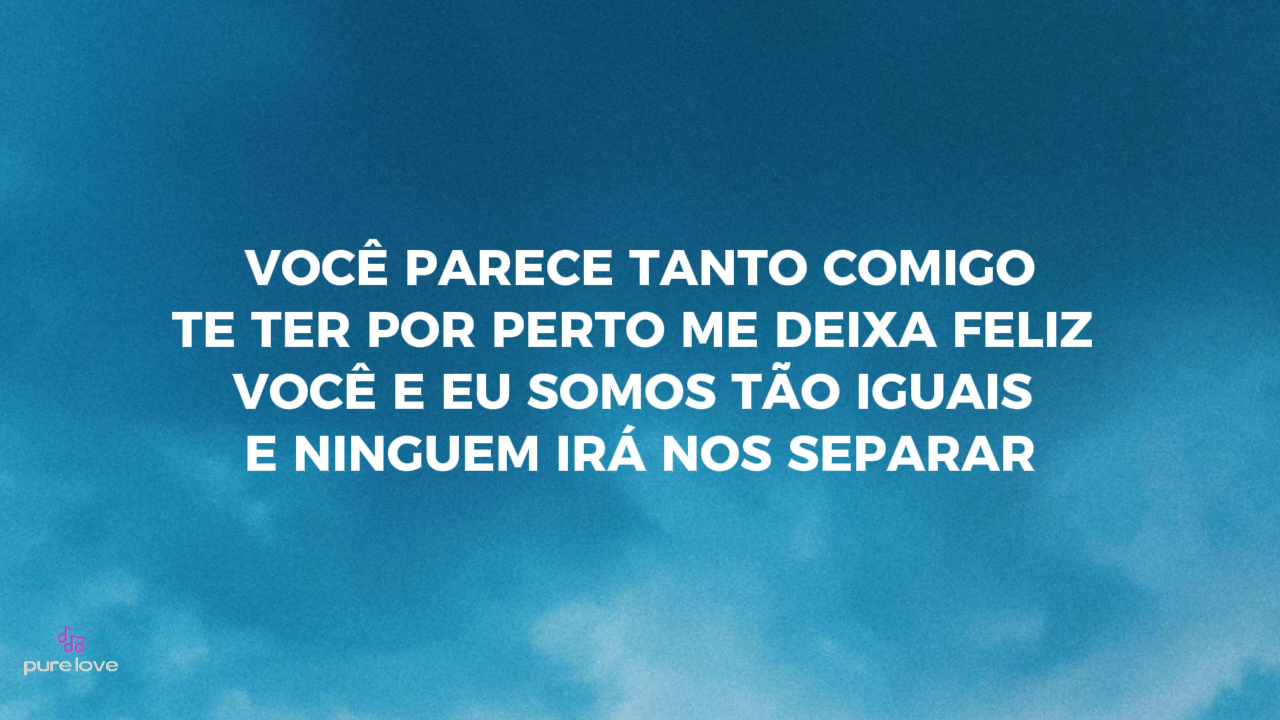 VOCÊ PARECE TANTO COMIGO
TE TER POR PERTO ME DEIXA FELIZ
VOCÊ E EU SOMOS TÃO IGUAIS
E NINGUEM IRÁ NOS SEPARAR
pure love